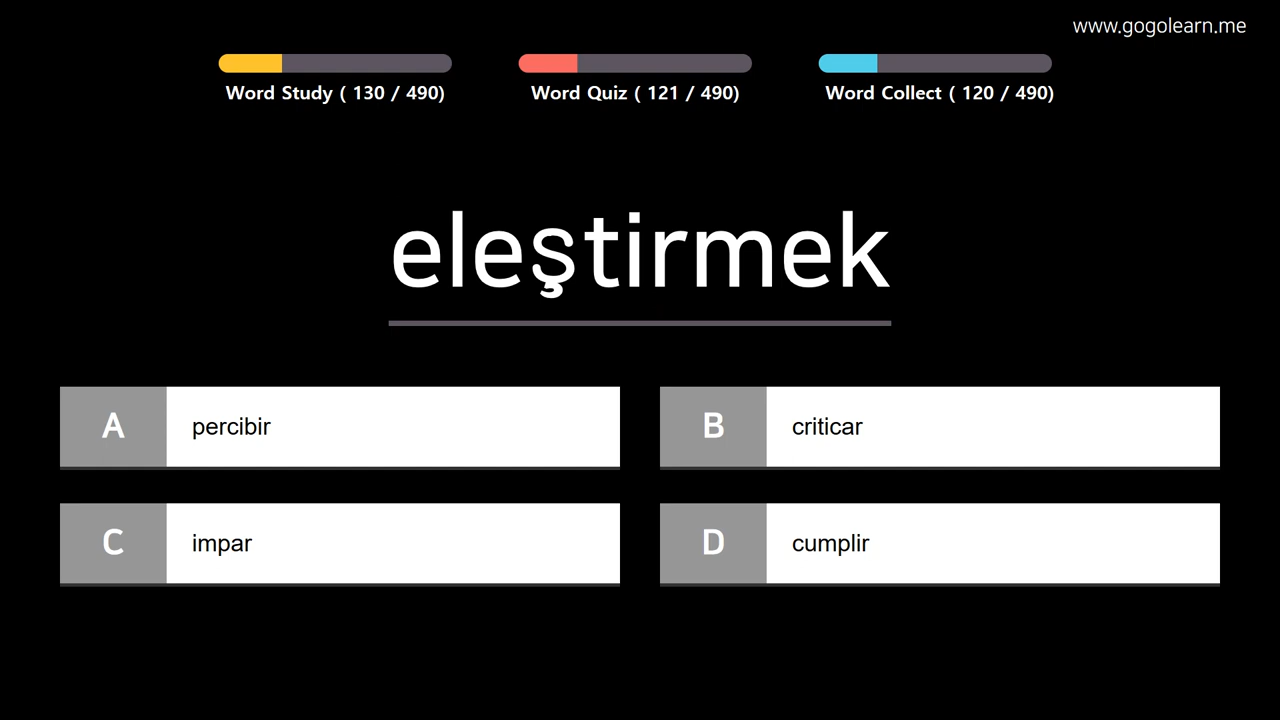 www.gogolearn.me
Word Study ( 130 / 490)
Word Quiz ( 121 / 490)
Word Collect ( 120 / 490)
eleştirmek
A percibir
B criticar
C impar
D cumplir